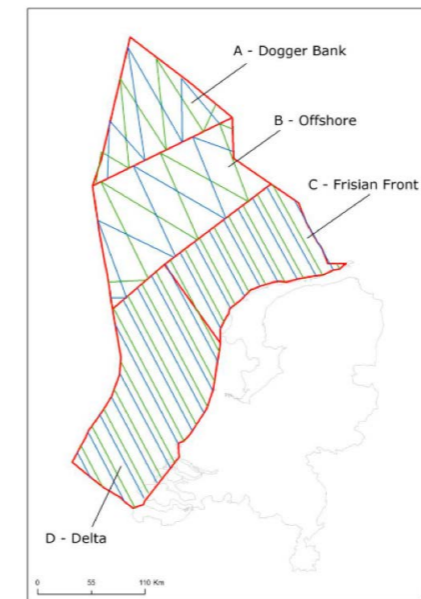 A - Dogger Bank
B - Offshore
C - Frisian Front
D - Delta
0 55 110 Km